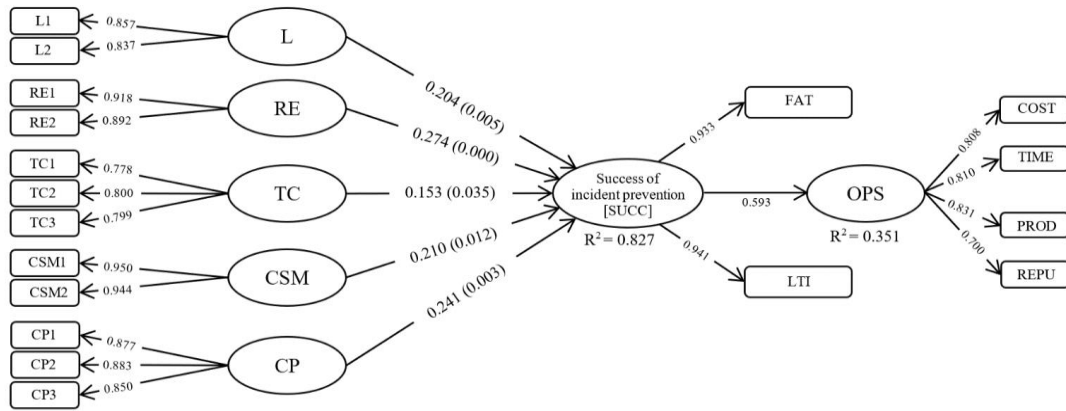 L1
0.857
L2
0.837
L
RE1
0.918
RE2
0.892
RE
TC1
0.778
TC2
0.800
TC3
0.799
TC
CSM1
0.950
CSM2
0.944
CSM
CP1
0.877
CP2
0.883
CP3
0.850
CP
0.204 (0.005)
0.274 (0.000)
0.153 (0.035)
0.210 (0.012)
0.241 (0.003)
Success of
incident prevention
[SUCC]
R² = 0.827
0.933
FAT
0.941
LTI
0.593
OPS
R² = 0.351
0.808
COST
0.810
TIME
0.831
PROD
0.700
REPU